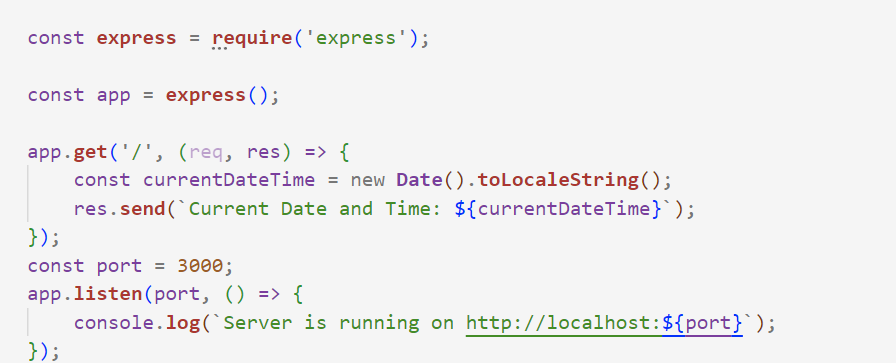 const express = require('express');
const app = express();
app.get('/', (req, res) => {
const currentDateTime = new Date().toLocaleString();
res.send(`Current Date and Time: ${currentDateTime}`);
});
const port = 3000;
app.listen(port, () => {
console.log(`Server is running on http://localhost:${port}`);
});